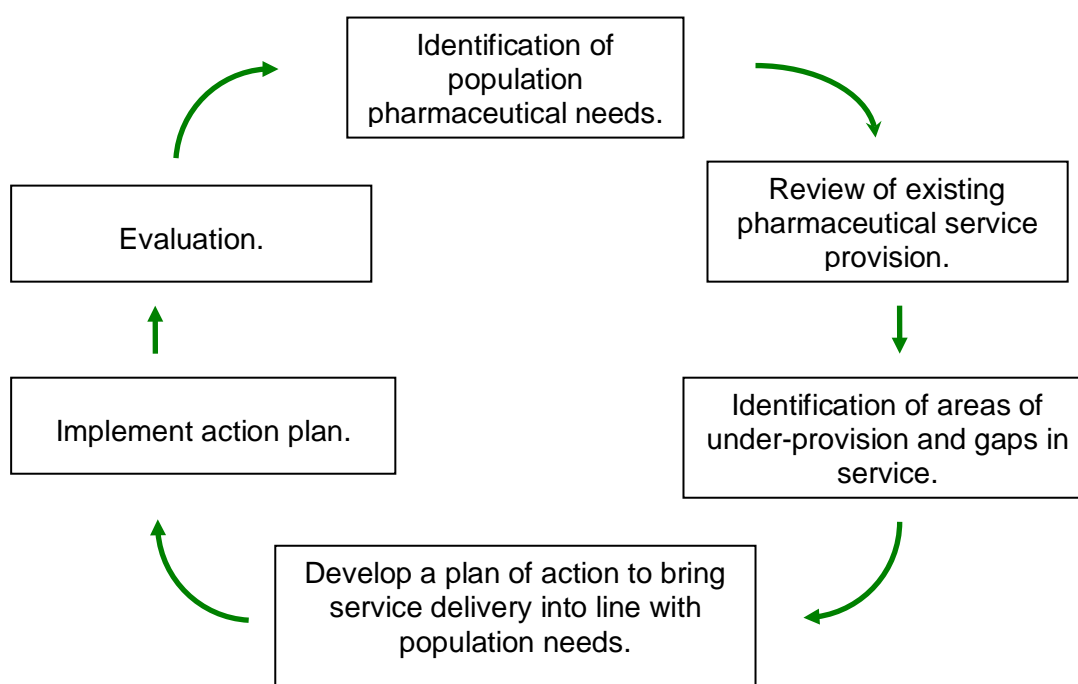 Identification of
population
pharmaceutical needs.
Review of existing
pharmaceutical service
provision.
Identification of areas of
under-provision and gaps in
service.
Develop a plan of action to bring
service delivery into line with
population needs.
Implement action plan.
Evaluation.